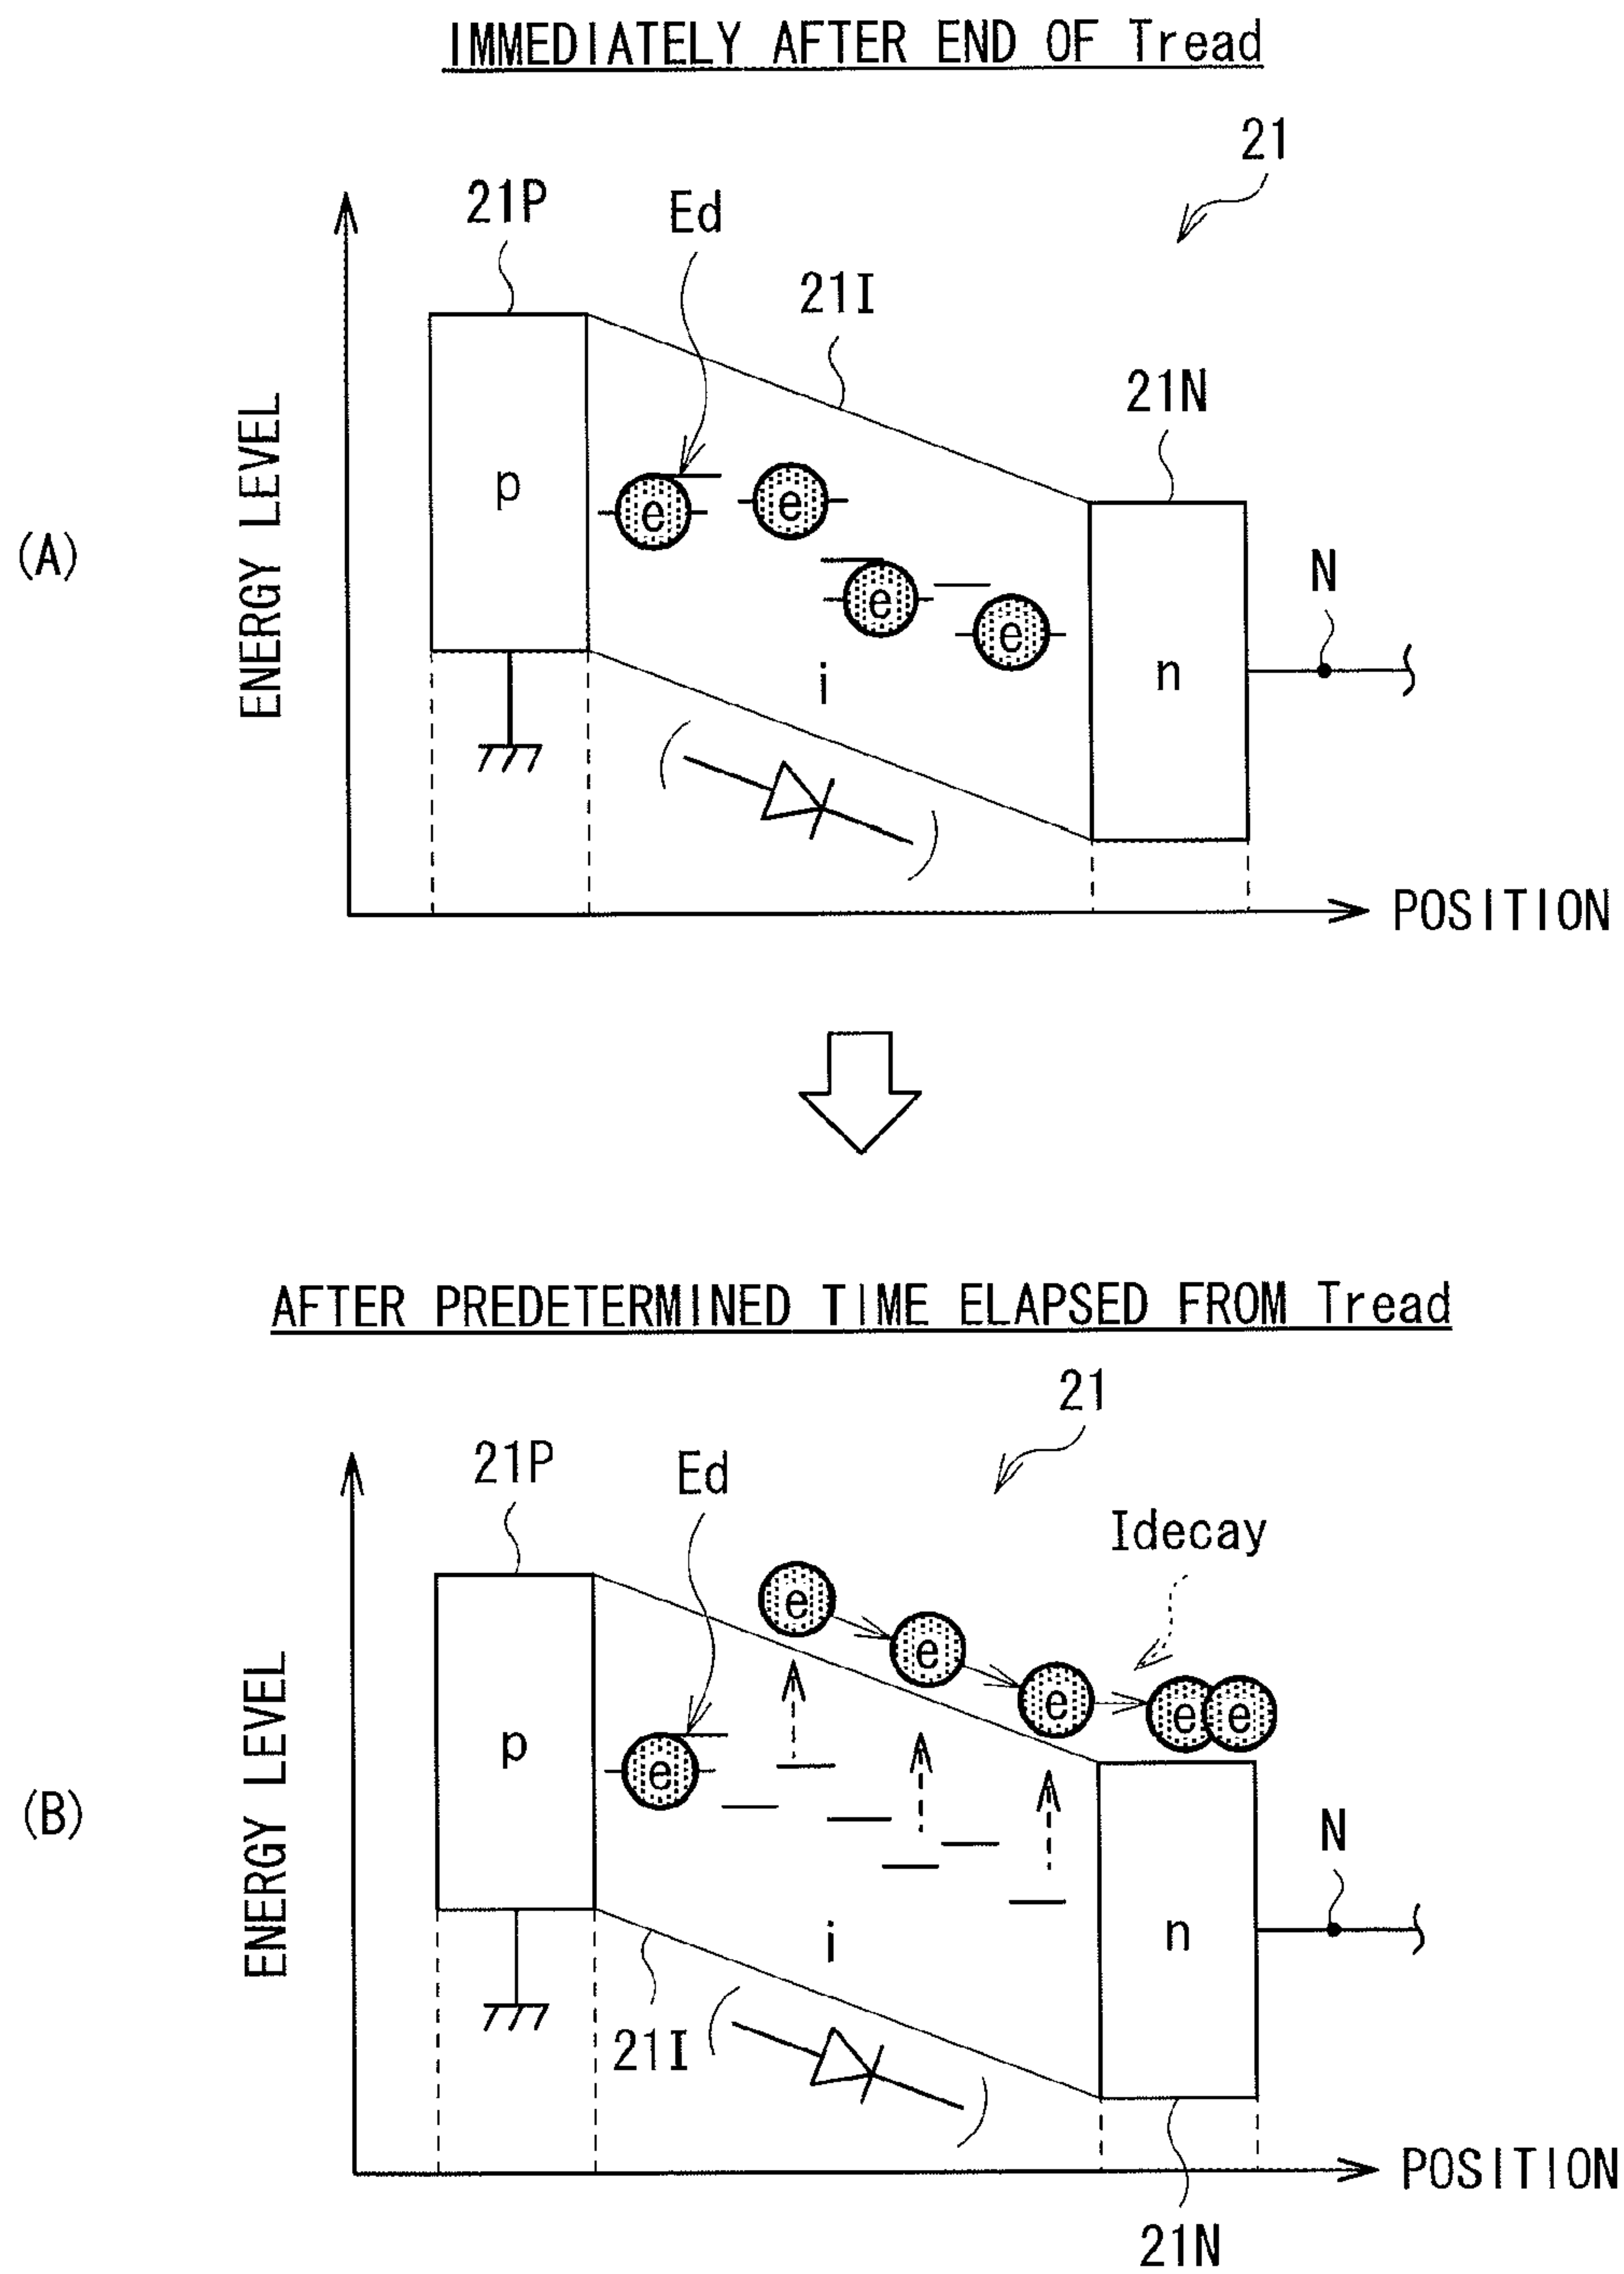 IMMEDIATELY AFTER END OF Tread
21
21P
Ed
21I
21N
(A)
ENERGY LEVEL
p
e
e
e
e
i
n
N
POSITION
AFTER PREDETERMINED TIME ELAPSED FROM Tread
21
21P
Ed
Idecay
(B)
ENERGY LEVEL
p
e
e
e
e
e
e
i
n
N
21I
POSITION
21N